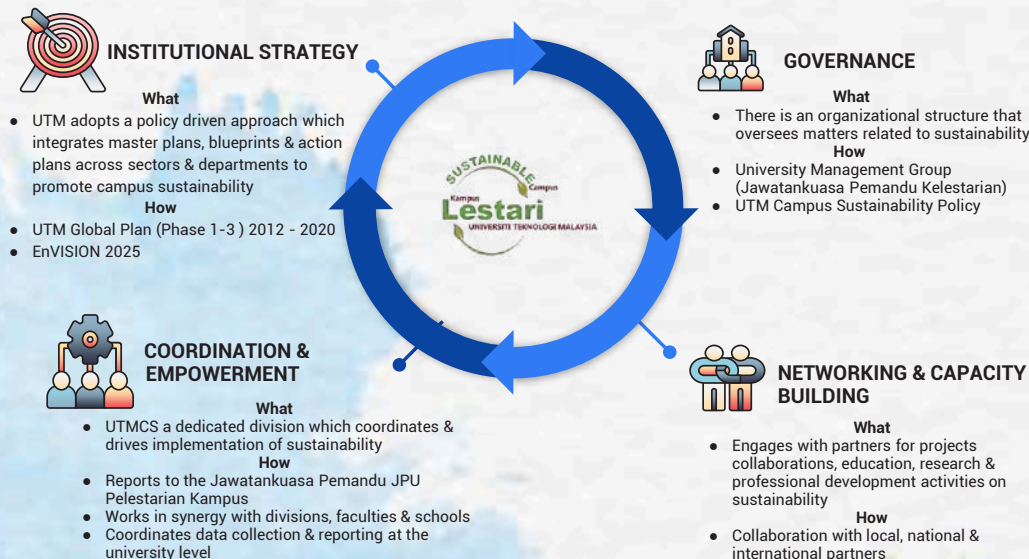 INSTITUTIONAL STRATEGY
What
● UTM adopts a policy driven approach which
integrates master plans, blueprints & action
plans across sectors & departments to
promote campus sustainability
How
● UTM Global Plan (Phase 1-3 ) 2012 - 2020
● EnVISION 2025
SUSTAINABLE
Campus
Kampus
Lestari
UNIVERSITI TEKNOLOGI MALAYSIA
GOVERNANCE
What
● There is an organizational structure that
oversees matters related to sustainability
How
● University Management Group
(Jawatankuasa Pemandu Kelestarian)
● UTM Campus Sustainability Policy
COORDINATION &
EMPOWERMENT
What
● UTMCS a dedicated division which coordinates &
drives implementation of sustainability
How
● Reports to the Jawatankuasa Pemandu JPU
Pelestarian Kampus
● Works in synergy with divisions, faculties & schools
● Coordinates data collection & reporting at the
university level
NETWORKING & CAPACITY
BUILDING
What
● Engages with partners for projects
collaborations, education, research &
professional development activities on
sustainability
How
● Collaboration with local, national &
international partners